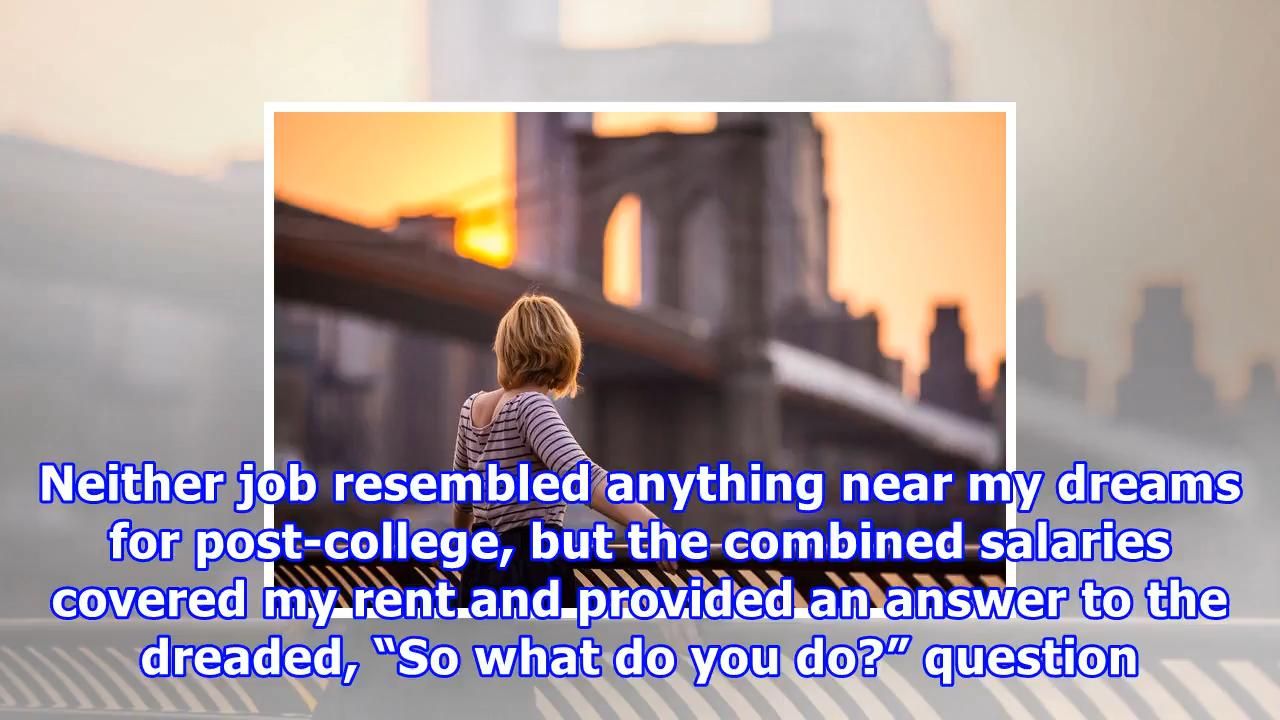 Neither job resembled anything near my dreams
for post-college, but the combined salaries
covered my rent and provided an answer to the
dreaded, “So what do you do?” question